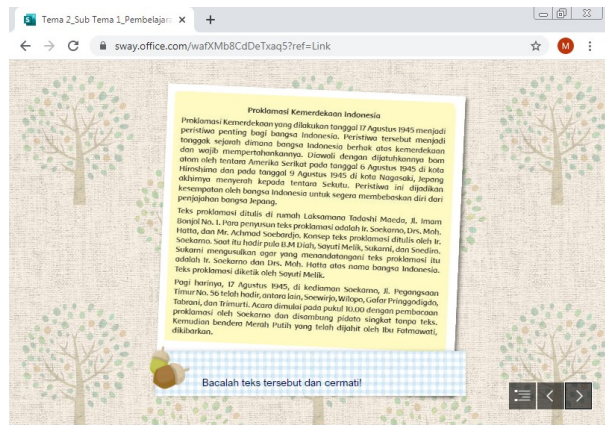 Tema 2_Sub Tema 1_Pembelajar
sway.office.com/wafXMb8CdDeTxaq5?ref=Link
M
Proklamasi Kemerdekaan Indonesia
Proklamasi Kemerdekaan yang dilakukan tanggal 17 Agustus 1945 menjadi
peristiwa penting bagi bangsa Indonesia. Peristiwa tersebut menjadi
tonggak sejarah dimana bangsa Indonesia berhak atas kemerdekaan
dan wajib mempertahankannya. Diawali dengan dijatuhkannya bom
atom oleh tentara Amerika Serikat pada tanggal 6 Agustus 1945 di kota
Hiroshima dan pada tanggal 9 Agustus 1945 di kota Nagasaki, Jepang
akhirnya menyerah kepada tentara Sekutu. Peristiwa ini dijadikan
kesempatan oleh bangsa Indonesia untuk segera membebaskan diri dari
penjajahan bangsa Jepang.
Teks proklamasi ditulis di rumah Laksamana Tadashi Maeda, Jl. Imam
Bonjol No. 1. Para penyusun teks proklamasi adalah Ir. Soekarno, Drs. Moh.
Hatta, dan Mr. Achmad Soebardjo. Konsep teks proklamasi ditulis oleh Ir.
Soekarno. Saat itu hadir pula B.M Diah, Sayuti Melik, Sukarni, dan Soediro.
Sukarni mengusulkan agar yang menandatangani teks proklamasi itu
adalah Ir. Soekarno dan Drs. Moh. Hatta atas nama bangsa Indonesia.
Teks proklamasi diketik oleh Sayuti Melik.
Pagi harinya, 17 Agustus 1945, di kediaman Soekarno, Jl. Pegangsaan
Timur No. 56 telah hadir, antara lain, Soewirjo, Wilopo, Gafar Pringgodigdo,
Tabrani, dan Trimurti. Acara dimulai pada pukul 10.00 dengan pembacaan
proklamasi oleh Soekarno dan disambung pidato singkat tanpa teks.
Kemudian bendera Merah Putih yang telah dijahit oleh Ibu Fatmawati,
dikibarkan.
Bacalah teks tersebut dan cermati!